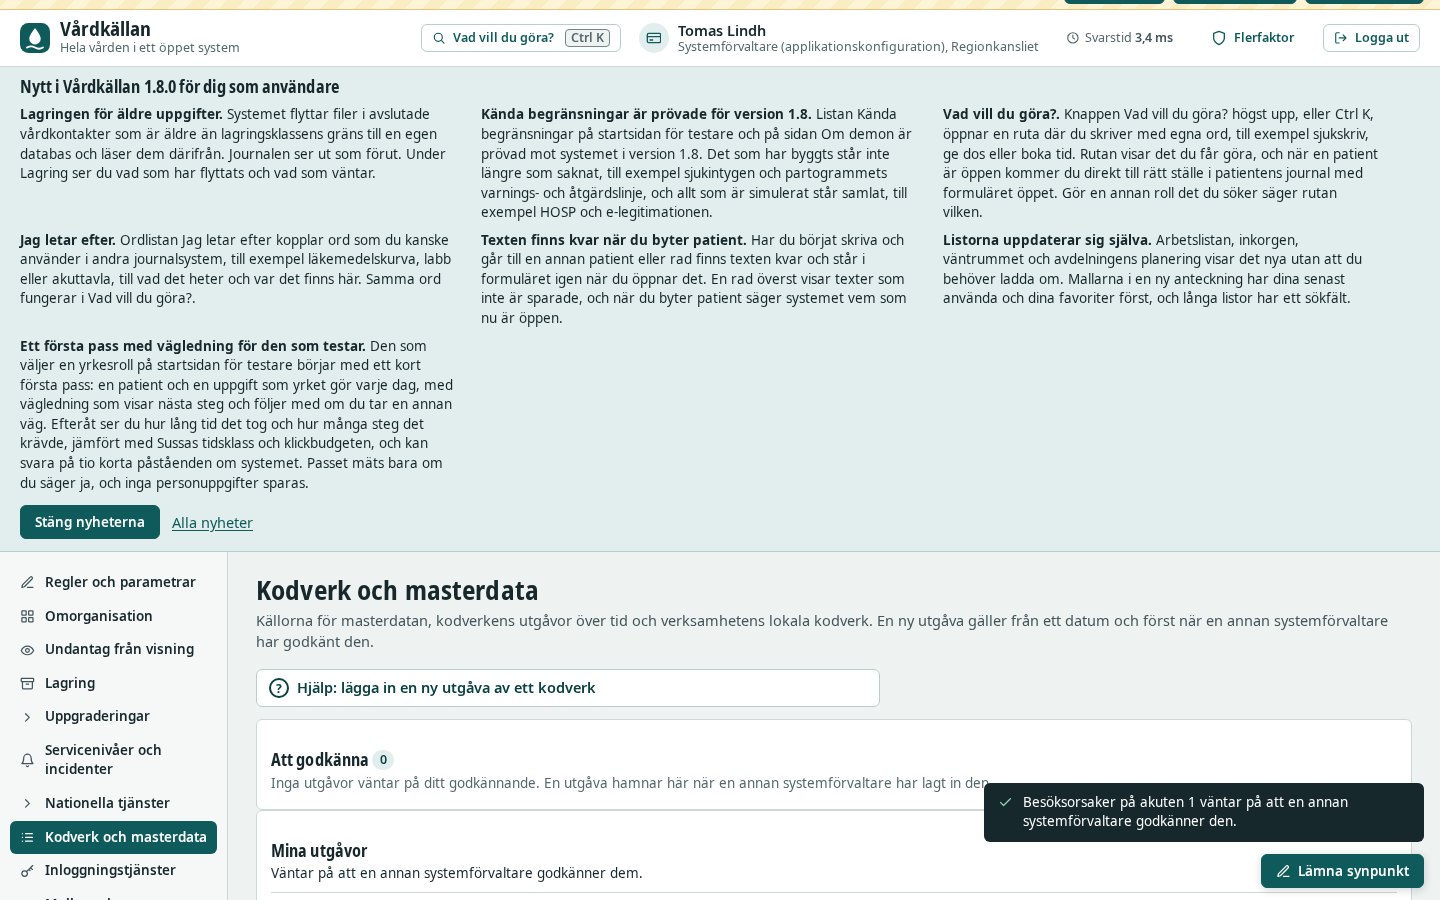 Vårdkällan
Hela vården i ett öppet system
Vad vill du göra? Ctrl K
Tomas Lindh
Systemförvaltare (applikationskonfiguration), Regionkansliet
Svarstid 3,4 ms
Flerfaktor
Logga ut
Nytt i Vårdkällan 1.8.0 för dig som användare
Lagringen för äldre uppgifter. Systemet flyttar filer i avslutade
vårdkontakter som är äldre än lagringsklassens gräns till en egen
databas och läser dem därifrån. Journalen ser ut som förut. Under
Lagring ser du vad som har flyttats och vad som väntar.
Kända begränsningar är prövade för version 1.8. Listan Kända
begränsningar på startsidan för testare och på sidan Om demon är
prövad mot systemet i version 1.8. Det som har byggts står inte
längre som saknat, till exempel sjukintygen och partogrammets
varnings- och åtgärdslinje, och allt som är simulerat står samlat, till
exempel HOSP och e-legitimationen.
Vad vill du göra?. Knappen Vad vill du göra? högst upp, eller Ctrl K,
öppnar en ruta där du skriver med egna ord, till exempel sjukskriv,
ge dos eller boka tid. Rutan visar det du får göra, och när en patient
är öppen kommer du direkt till rätt ställe i patientens journal med
formuläret öppet. Gör en annan roll det du söker säger rutan
vilken.
Jag letar efter. Ordlistan Jag letar efter kopplar ord som du kanske
använder i andra journalsystem, till exempel läkemedelskurva, labb
eller akuttavla, till vad det heter och var det finns här. Samma ord
fungerar i Vad vill du göra?.
Texten finns kvar när du byter patient. Har du börjat skriva och
går till en annan patient eller rad finns texten kvar och står i
formuläret igen när du öppnar det. En rad överst visar texter som
inte är sparade, och när du byter patient säger systemet vem som
nu är öppen.
Listorna uppdaterar sig själva. Arbetslistan, inkorgen,
väntrummet och avdelningens planering visar det nya utan att du
behöver ladda om. Mallarna i en ny anteckning har dina senast
använda och dina favoriter först, och långa listor har ett sökfält.
Ett första pass med vägledning för den som testar. Den som
väljer en yrkesroll på startsidan för testare börjar med ett kort
första pass: en patient och en uppgift som yrket gör varje dag, med
vägledning som visar nästa steg och följer med om du tar en annan
väg. Efteråt ser du hur lång tid det tog och hur många steg det
krävde, jämfört med Sussas tidsklass och klickbudgeten, och kan
svara på tio korta påståenden om systemet. Passet mäts bara om
du säger ja, och inga personuppgifter sparas.
Stäng nyheterna
Alla nyheter
Regler och parametrar
Omorganisation
Undantag från visning
Lagring
Uppgraderingar
Servicenivåer och
incidenter
Nationella tjänster
Kodverk och masterdata
Inloggningstjänster
Kodverk och masterdata
Källorna för masterdatan, kodverkens utgåvor över tid och verksamhetens lokala kodverk. En ny utgåva gäller från ett datum och först när en annan systemförvaltare
har godkänt den.
? Hjälp: lägga in en ny utgåva av ett kodverk
Att godkänna 0
Inga utgåvor väntar på ditt godkännande. En utgåva hamnar här när en annan systemförvaltare har lagt in den.
Mina utgåvor
Väntar på att en annan systemförvaltare godkänner dem.
Besöksorsaker på akuten 1 väntar på att en annan
systemförvaltare godkänner den.
Lämna synpunkt